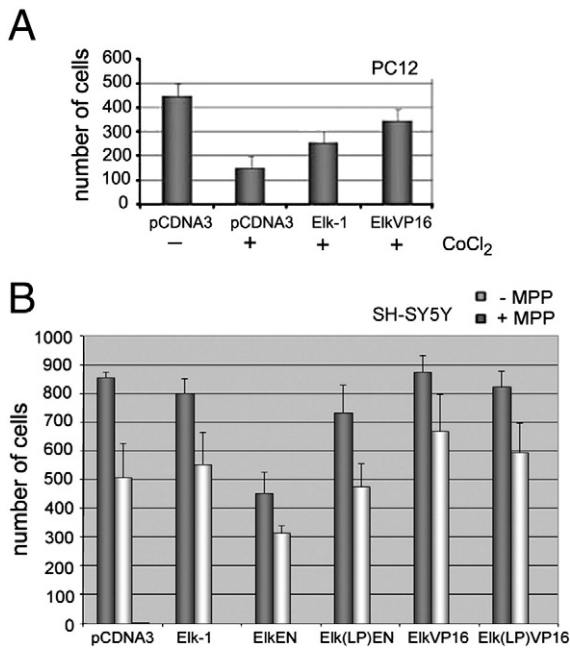 A
PC12
number of cells
600
500
400
300
200
100
0
pCDNA3 pCDNA3 Elk-1 ElkVP16
– + + + CoCl2
B
- MPP
SH-SY5Y + MPP
number of cells
1000
900
800
700
600
500
400
300
200
100
0
pCDNA3 Elk-1 ElkEN Elk(LP)EN ElkVP16 Elk(LP)VP16